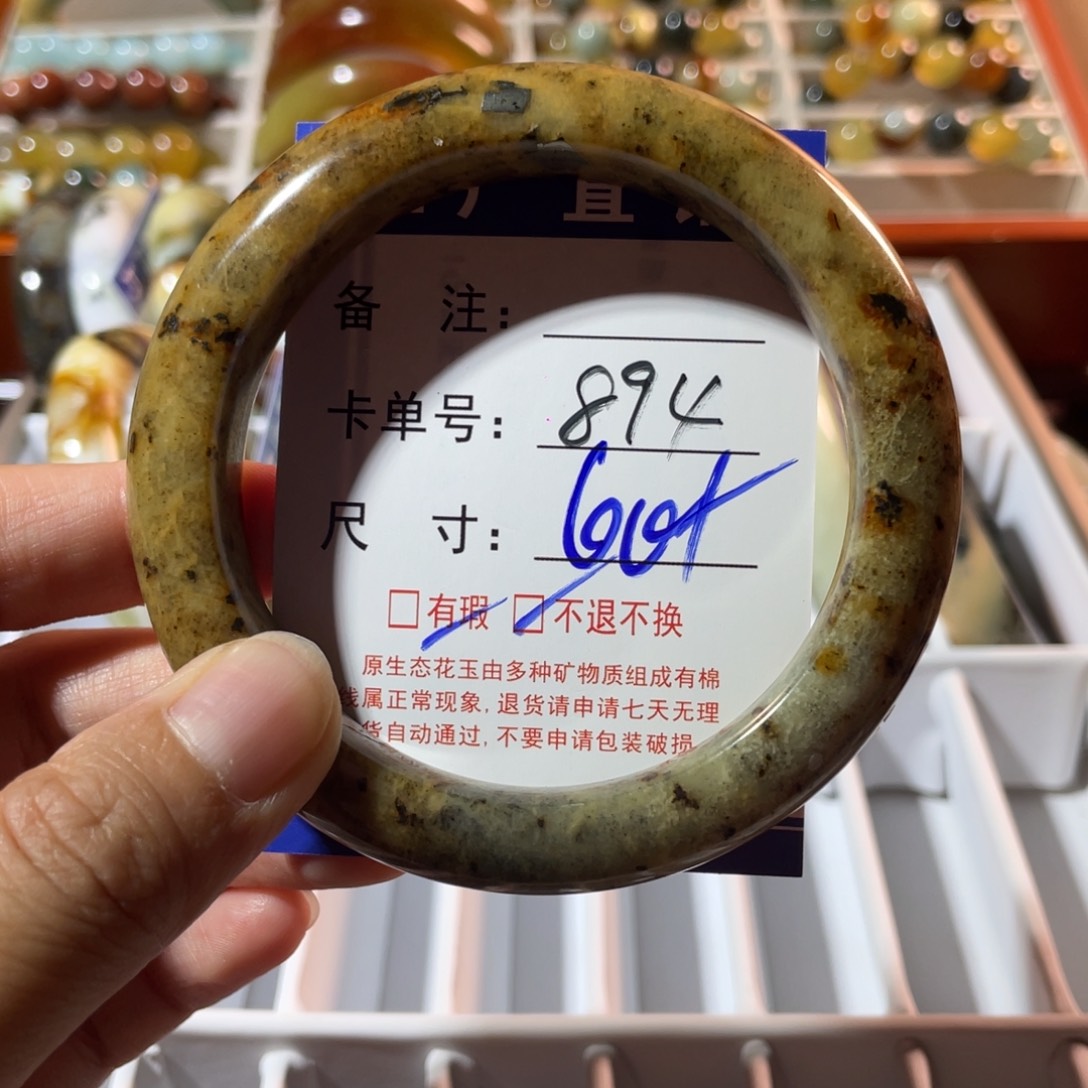 厂 直
备 注：
卡单号：894
尺 寸：
□有瑕 □不退不换
原生态花玉由多种矿物质组成有棉
线属正常现象，退货请申请七天无理
货自动通过，不要申请包装破损